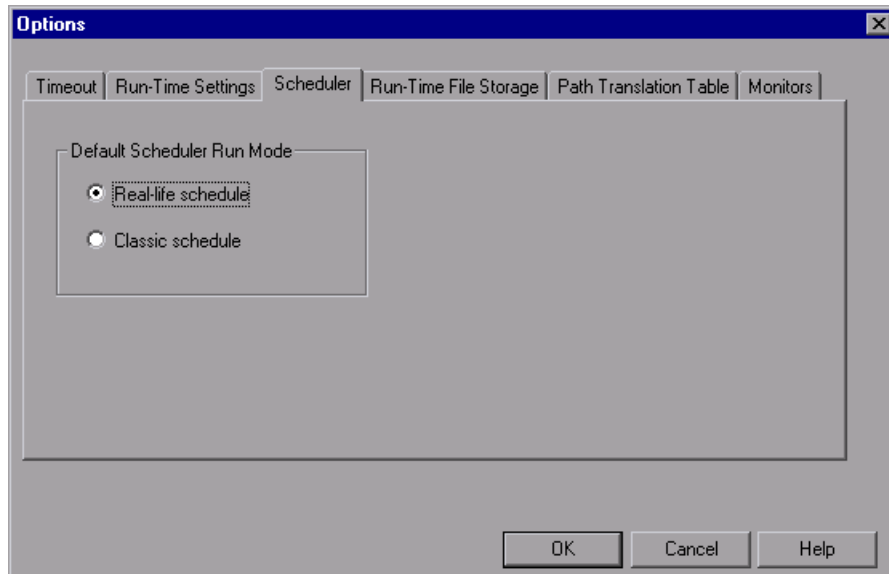 Options
Timeout Run-Time Settings Scheduler Run-Time File Storage Path Translation Table Monitors
Default Scheduler Run Mode
Real-life schedule
Classic schedule
OK Cancel Help